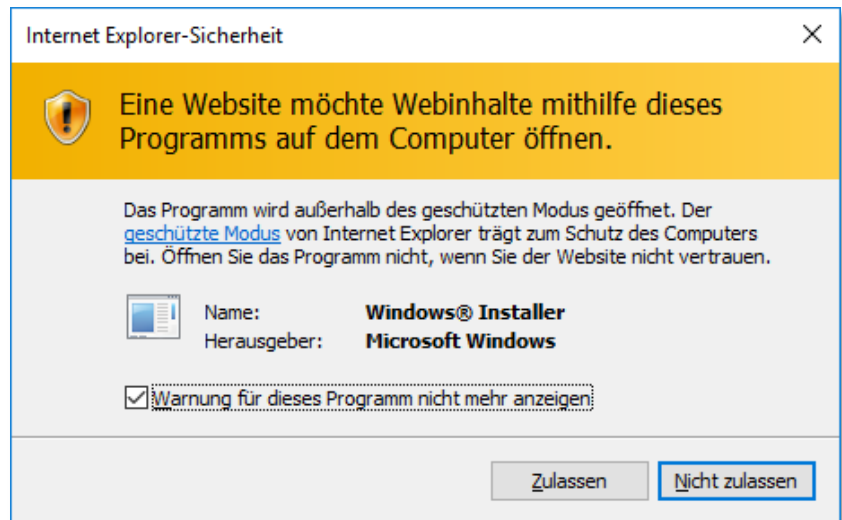 Internet Explorer-Sicherheit
Eine Website möchte Webinhalte mithilfe dieses
Programms auf dem Computer öffnen.
Das Programm wird außerhalb des geschützten Modus geöffnet. Der
geschützte Modus von Internet Explorer trägt zum Schutz des Computers
bei. Öffnen Sie das Programm nicht, wenn Sie der Website nicht vertrauen.
Name: Windows® Installer
Herausgeber: Microsoft Windows
Warnung für dieses Programm nicht mehr anzeigen
Zulassen Nicht zulassen